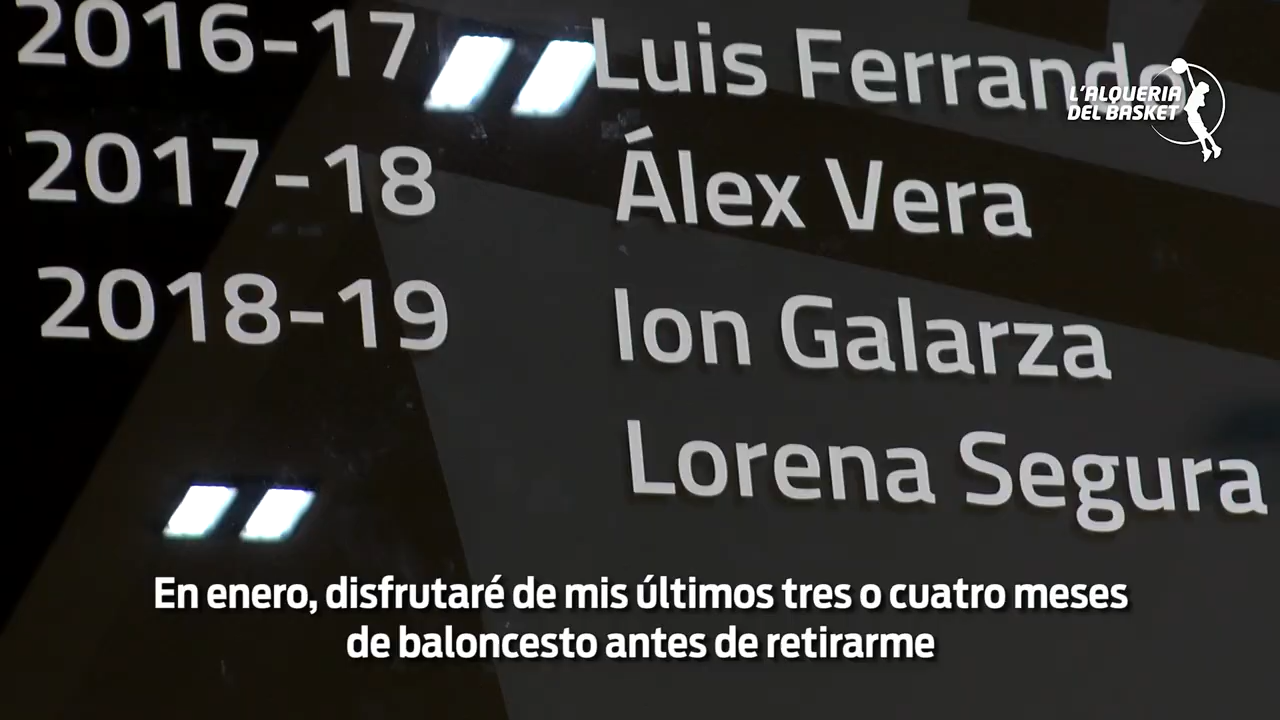 2016-17 Luis Ferrando
L'ALQUERIA
DEL BASKET
2017-18 Álex Vera
2018-19 Ion Galarza
Lorena Segura
En enero, disfrutaré de mis últimos tres o cuatro meses
de baloncesto antes de retirarme